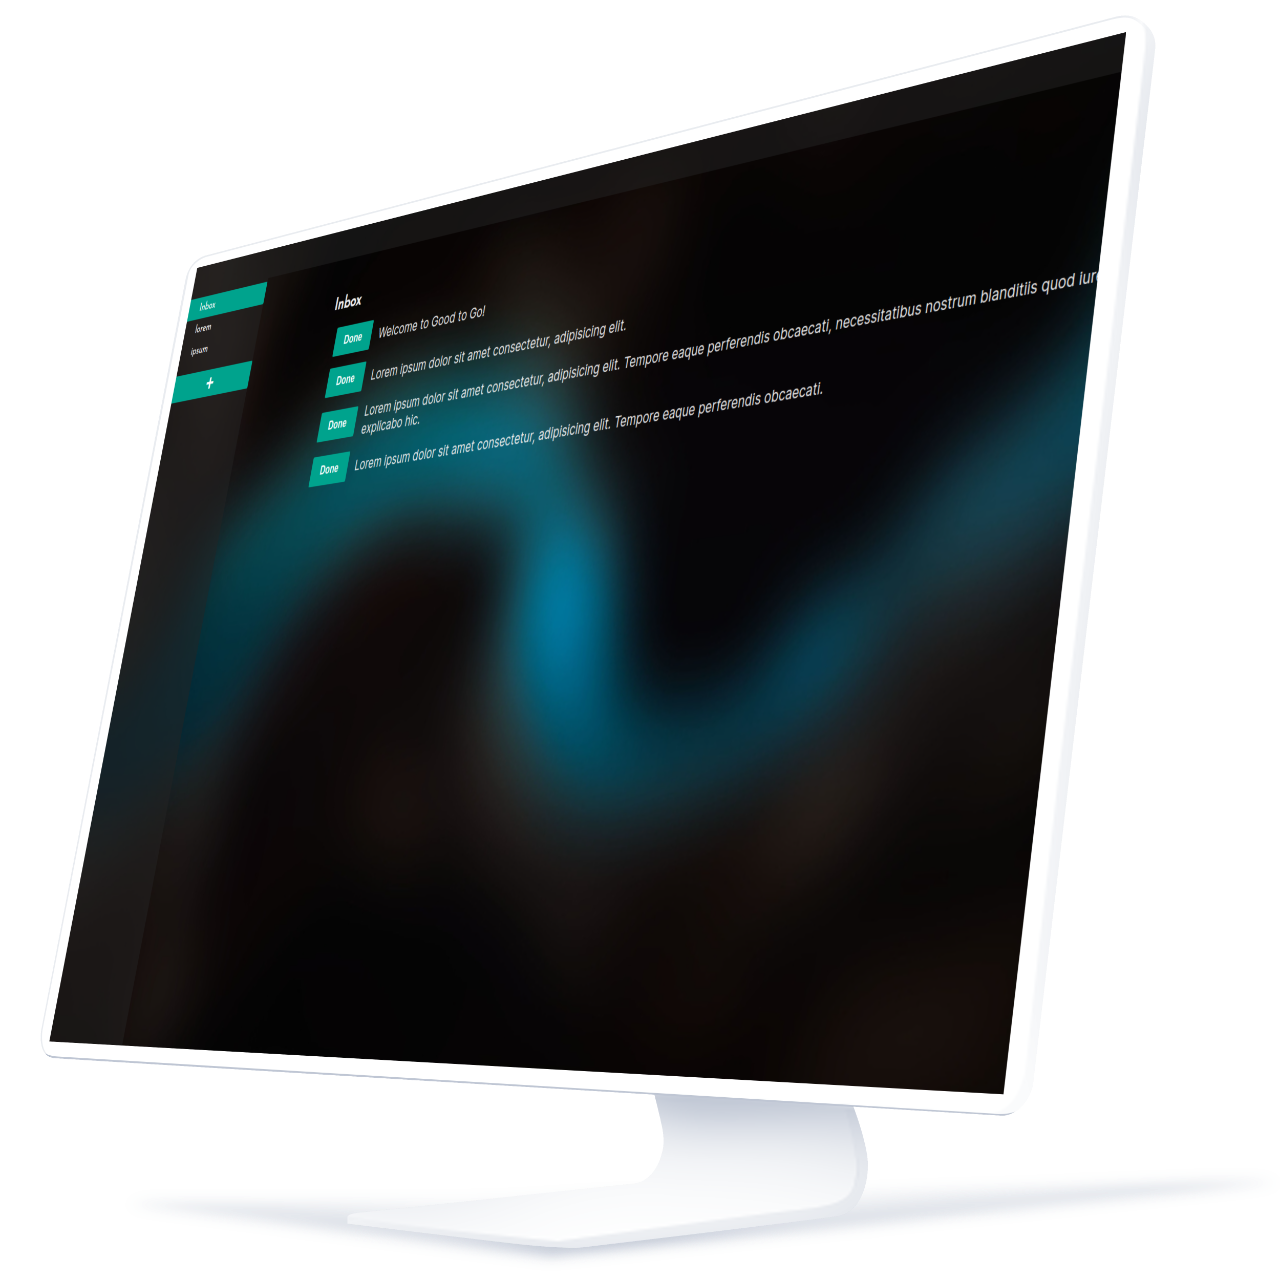 Inbox
lorem
ipsum
+
Inbox
Done Welcome to Good to Go!
Done Lorem ipsum dolor sit amet consectetur, adipisicing elit.
Done Lorem ipsum dolor sit amet consectetur, adipisicing elit. Tempore eaque perferendis obcaecati, necessitatibus nostrum blanditiis quod iure
explicabo hic.
Done Lorem ipsum dolor sit amet consectetur, adipisicing elit. Tempore eaque perferendis obcaecati.